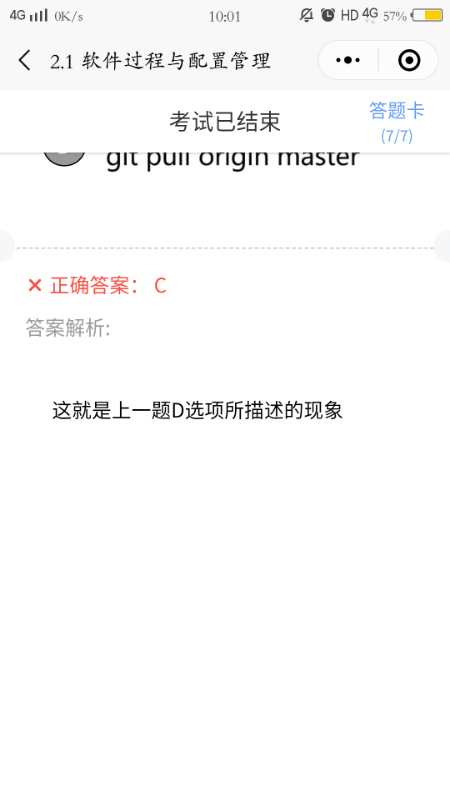 4G 0K/s 10:01 HD 4G 57%
2.1 软件过程与配置管理
考试已结束
答题卡
(7/7)
git pull origin master
× 正确答案： C
答案解析:
这就是上一题D选项所描述的现象